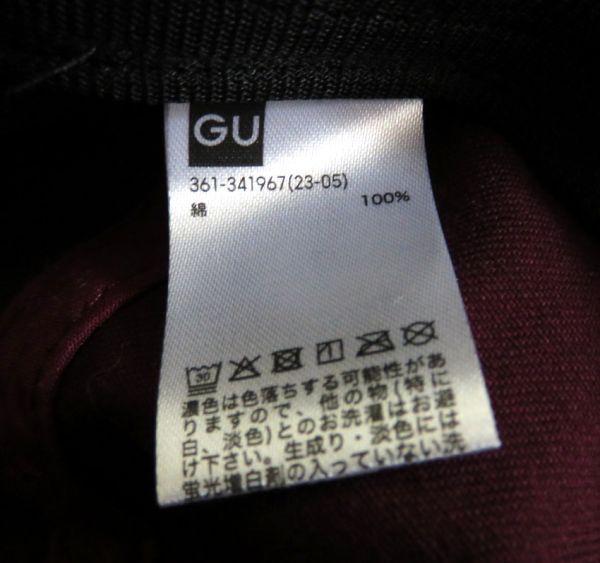 GU
361-341967(23-05)
綿 100%
30
濃色は色落ちする可能性があ
りますので、他の物(特に
白、淡色)とのお洗濯はお避
け下さい。生成り・淡色には
蛍光増白剤の入っていない洗